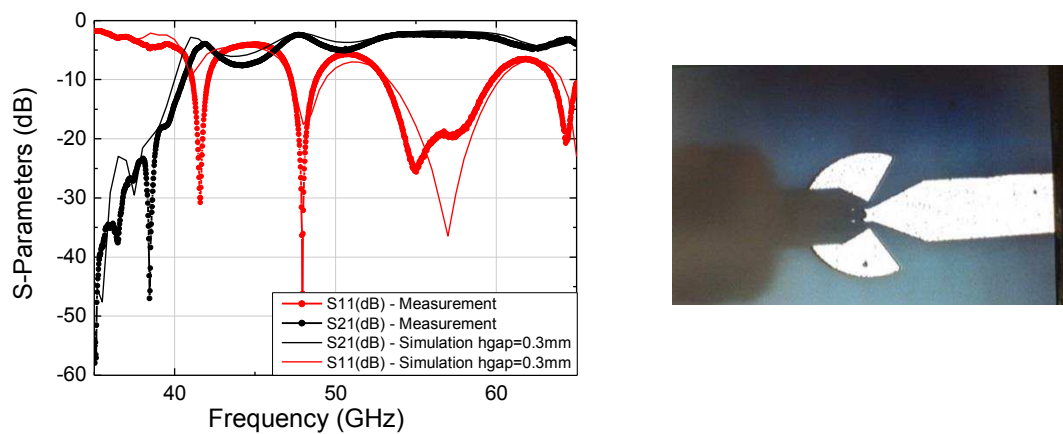 0
-10
-20
-30
-40
-50
-60
S-Parameters (dB)
S11(dB) - Measurement
S21(dB) - Measurement
S21(dB) - Simulation hgap=0.3mm
S11(dB) - Simulation hgap=0.3mm
40
50
60
Frequency (GHz)